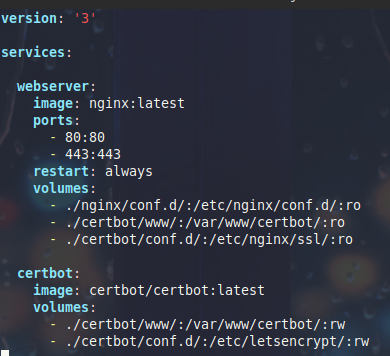 version: '3'
services:
webserver:
image: nginx:latest
ports:
- 80:80
- 443:443
restart: always
volumes:
- ./nginx/conf.d/:/etc/nginx/conf.d/:ro
- ./certbot/www/:/var/www/certbot/:ro
- ./certbot/conf.d/:/etc/nginx/ssl/:ro
certbot:
image: certbot/certbot:latest
volumes:
- ./certbot/www/:/var/www/certbot/:rw
- ./certbot/conf.d/:/etc/letsencrypt/:rw